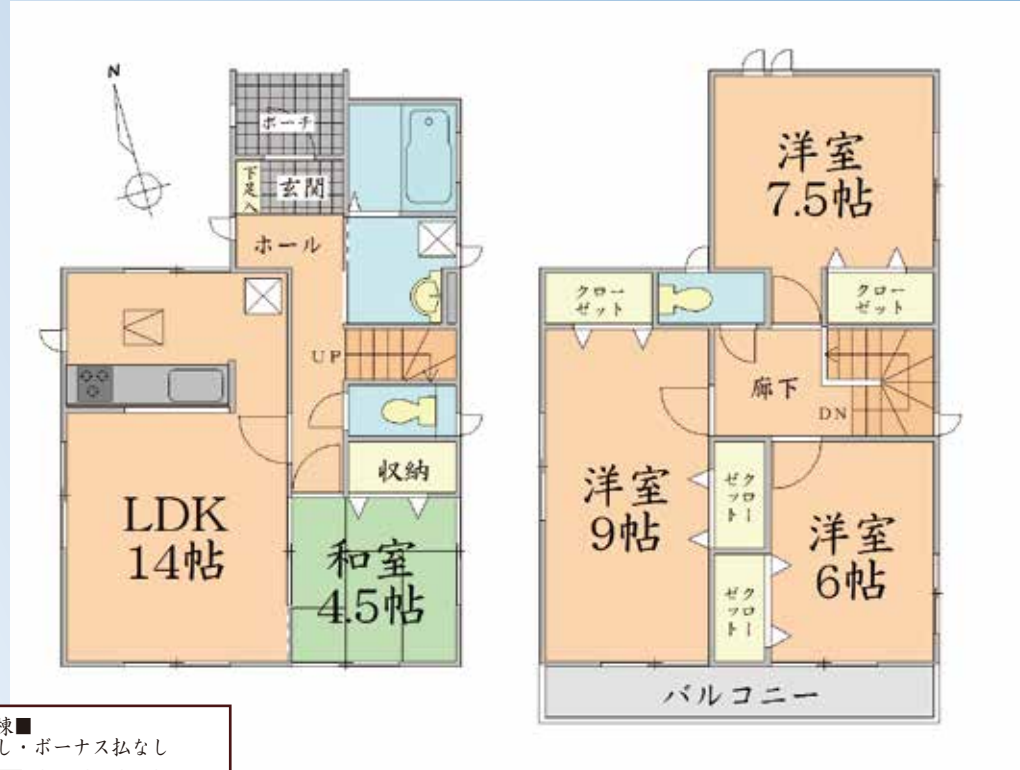 N
ポーチ
下足入
玄関
ホール
UP
収納
LDK
14帖
和室
4.5帖
洋室
7.5帖
クロー
ゼット
クロー
ゼット
廊下
DN
洋室
9帖
クロー
ゼット
クロー
ゼット
洋室
6帖
バルコニー
棟■
し・ボーナス払なし